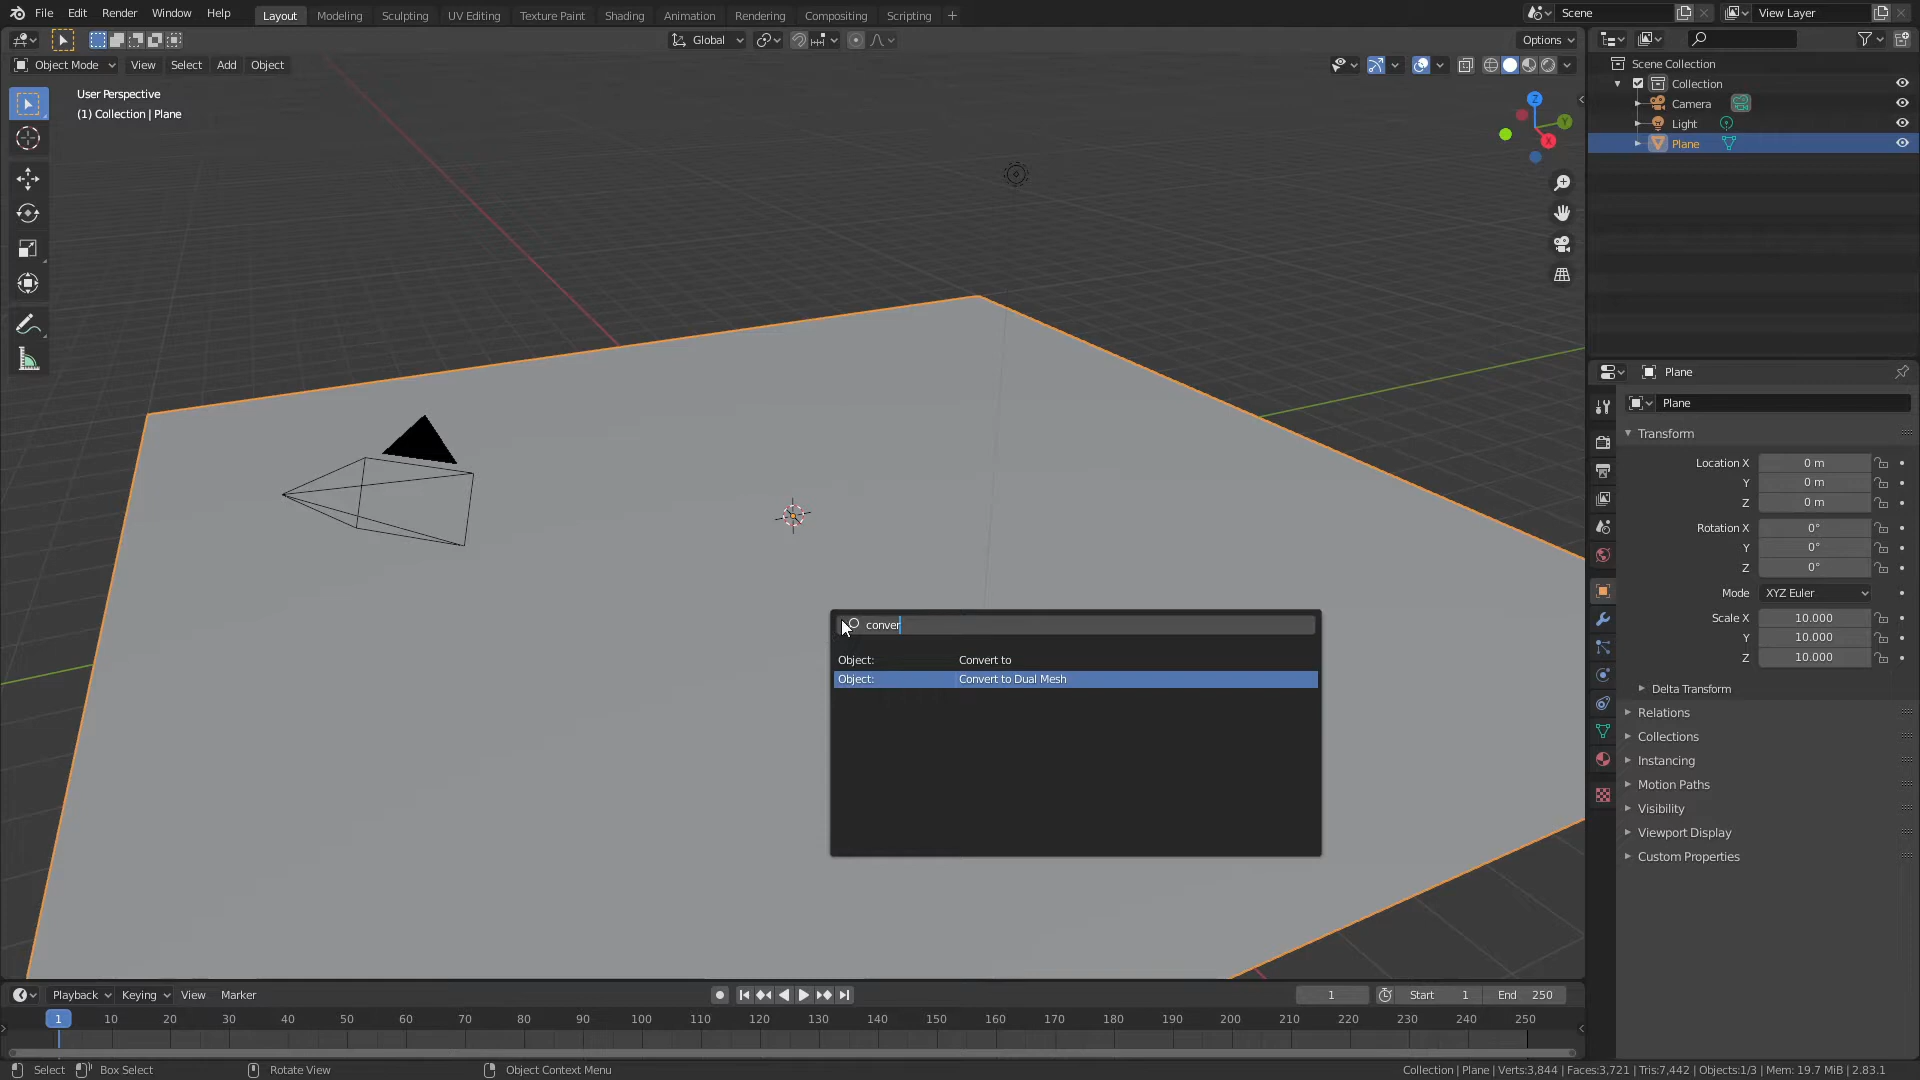 File Edit Render Window Help Layout Modeling Sculpting UV Editing Texture Paint Shading Animation Rendering Compositing Scripting + Scene View Layer
Global Options
Object Mode View Select Add Object
User Perspective
(1) Collection | Plane
Z
Y
X
Scene Collection
Collection
Camera
Light
Plane
Plane
Plane
Transform
Location X 0 m
Y 0 m
Z 0 m
Rotation X 0°
Y 0°
Z 0°
Mode XYZ Euler
Scale X 10.000
Y 10.000
Z 10.000
Delta Transform
Relations
Collections
Instancing
Motion Paths
Visibility
Viewport Display
Custom Properties
conver
Object: Convert to
Object: Convert to Dual Mesh
Playback Keying View Marker 1 Start 1 End 250
1 10 20 30 40 50 60 70 80 90 100 110 120 130 140 150 160 170 180 190 200 210 220 230 240 250
Select Box Select Rotate View Object Context Menu Collection | Plane | Verts:3,844 | Faces:3,721 | Tris:7,442 | Objects:1/3 | Mem: 19.7 MiB | 2.83.1